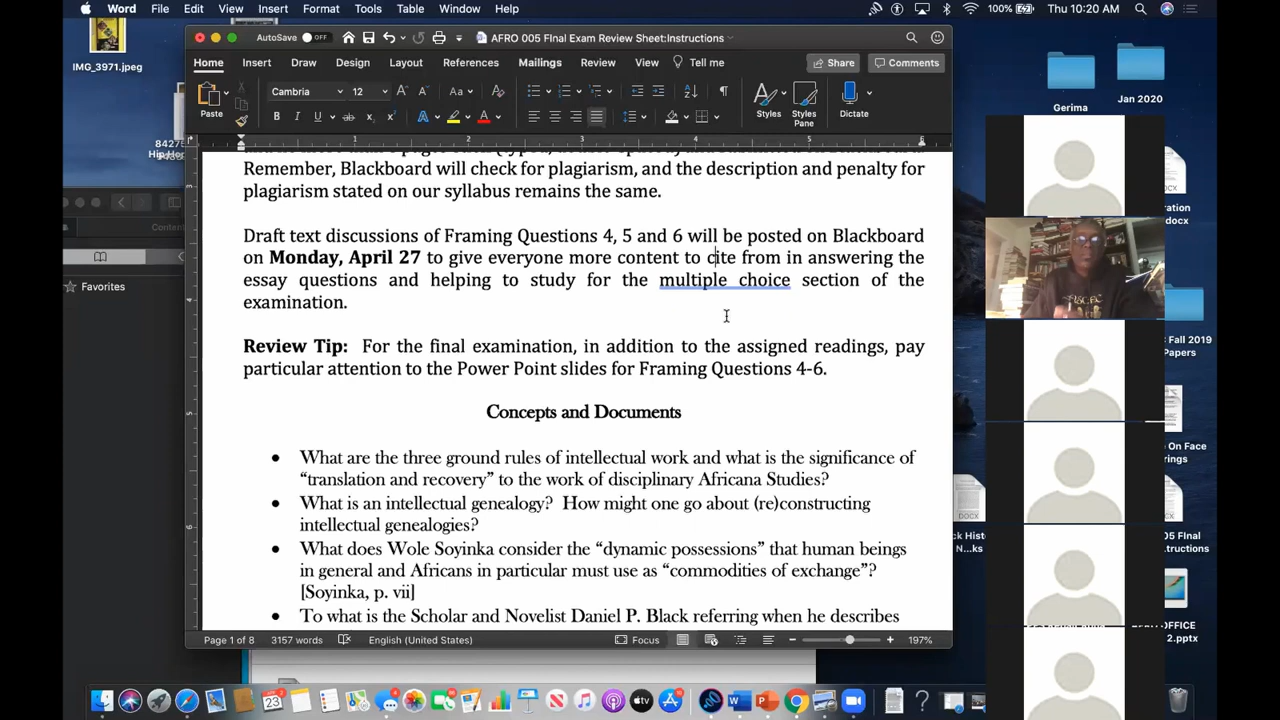 Word File Edit View Insert Format Tools Table Window Help 100% Thu 10:20 AM
AutoSave OFF AFRO 005 FInal Exam Review Sheet:Instructions
IMG_3971.jpeg
Home Insert Draw Design Layout References Mailings Review View Tell me Share Comments
Cambria 12
Paste Styles Styles Pane Dictate
Gerima Jan 2020
Remember, Blackboard will check for plagiarism, and the description and penalty for
plagiarism stated on our syllabus remains the same.
Draft text discussions of Framing Questions 4, 5 and 6 will be posted on Blackboard
on Monday, April 27 to give everyone more content to cite from in answering the
essay questions and helping to study for the multiple choice section of the
examination.
Review Tip: For the final examination, in addition to the assigned readings, pay
particular attention to the Power Point slides for Framing Questions 4-6.
Concepts and Documents
• What are the three ground rules of intellectual work and what is the significance of
"translation and recovery" to the work of disciplinary Africana Studies?
• What is an intellectual genealogy? How might one go about (re)constructing
intellectual genealogies?
• What does Wole Soyinka consider the "dynamic possessions" that human beings
in general and Africans in particular must use as "commodities of exchange"?
[Soyinka, p. vii]
• To what is the Scholar and Novelist Daniel P. Black referring when he describes
Page 1 of 8 3157 words English (United States) Focus 197%
Favorites
Fall 2019
Papers
On Face
DOCX
2.pptx